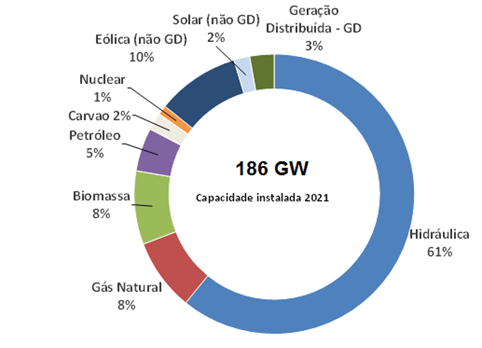 Geração
Distribuída - GD
3%
Solar (não GD)
2%
Eólica (não GD)
10%
Nuclear
1%
Carvao 2%
Petróleo
5%
Biomassa
8%
Gás Natural
8%
Hidráulica
61%
186 GW
Capacidade instalada 2021